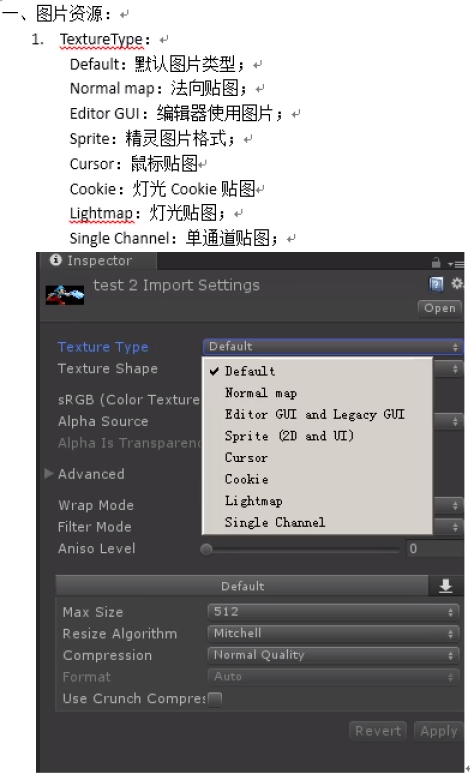 一、图片资源：
1. TextureType：
Default：默认图片类型；
Normal map：法向贴图；
Editor GUI：编辑器使用图片；
Sprite：精灵图片格式；
Cursor：鼠标贴图
Cookie：灯光 Cookie 贴图
Lightmap：灯光贴图；
Single Channel：单通道贴图；
Inspector
test 2 Import Settings
Open
Texture Type Default
Texture Shape
Default
Normal map
sRGB (Color Texture
Editor GUI and Legacy GUI
Alpha Source
Sprite (2D and UI)
Alpha Is Transparen
Cursor
Advanced
Cookie
Wrap Mode
Lightmap
Filter Mode
Single Channel
Aniso Level 0
Default
Max Size 512
Resize Algorithm Mitchell
Compression Normal Quality
Format Auto
Use Crunch Compres
Revert Apply